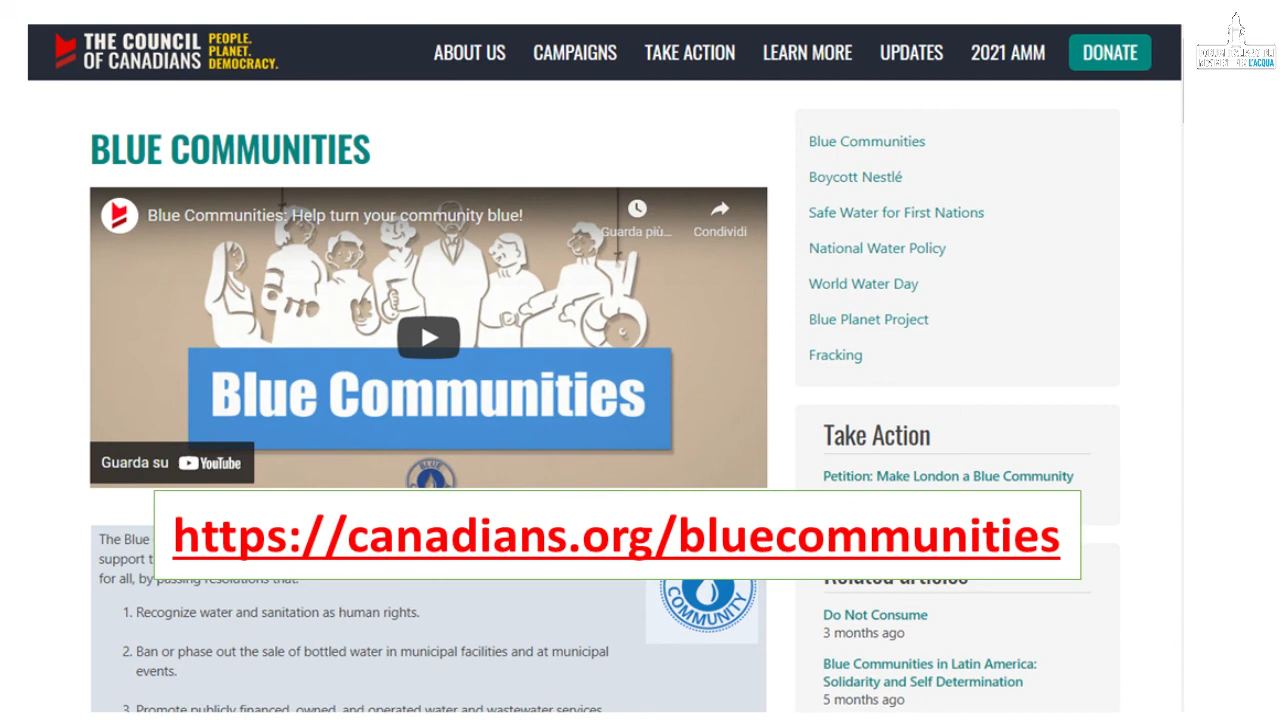 THE COUNCIL OF CANADIANS
PEOPLE. PLANET. DEMOCRACY.
ABOUT US
CAMPAIGNS
TAKE ACTION
LEARN MORE
UPDATES
2021 AMM
DONATE
L'ACQUA
BLUE COMMUNITIES
Blue Communities: Help turn your community blue!
Guarda più...
Condividi
Blue Communities
Guarda su YouTube
BLUE
https://canadians.org/bluecommunities
The Blue
support t
for all, by passing resolutions that:
COMMUNITY
1. Recognize water and sanitation as human rights.
2. Ban or phase out the sale of bottled water in municipal facilities and at municipal
events.
3. Promote publicly financed, owned, and operated water and wastewater services.
Blue Communities
Boycott Nestlé
Safe Water for First Nations
National Water Policy
World Water Day
Blue Planet Project
Fracking
Take Action
Petition: Make London a Blue Community
Related articles
Do Not Consume
3 months ago
Blue Communities in Latin America:
Solidarity and Self Determination
5 months ago